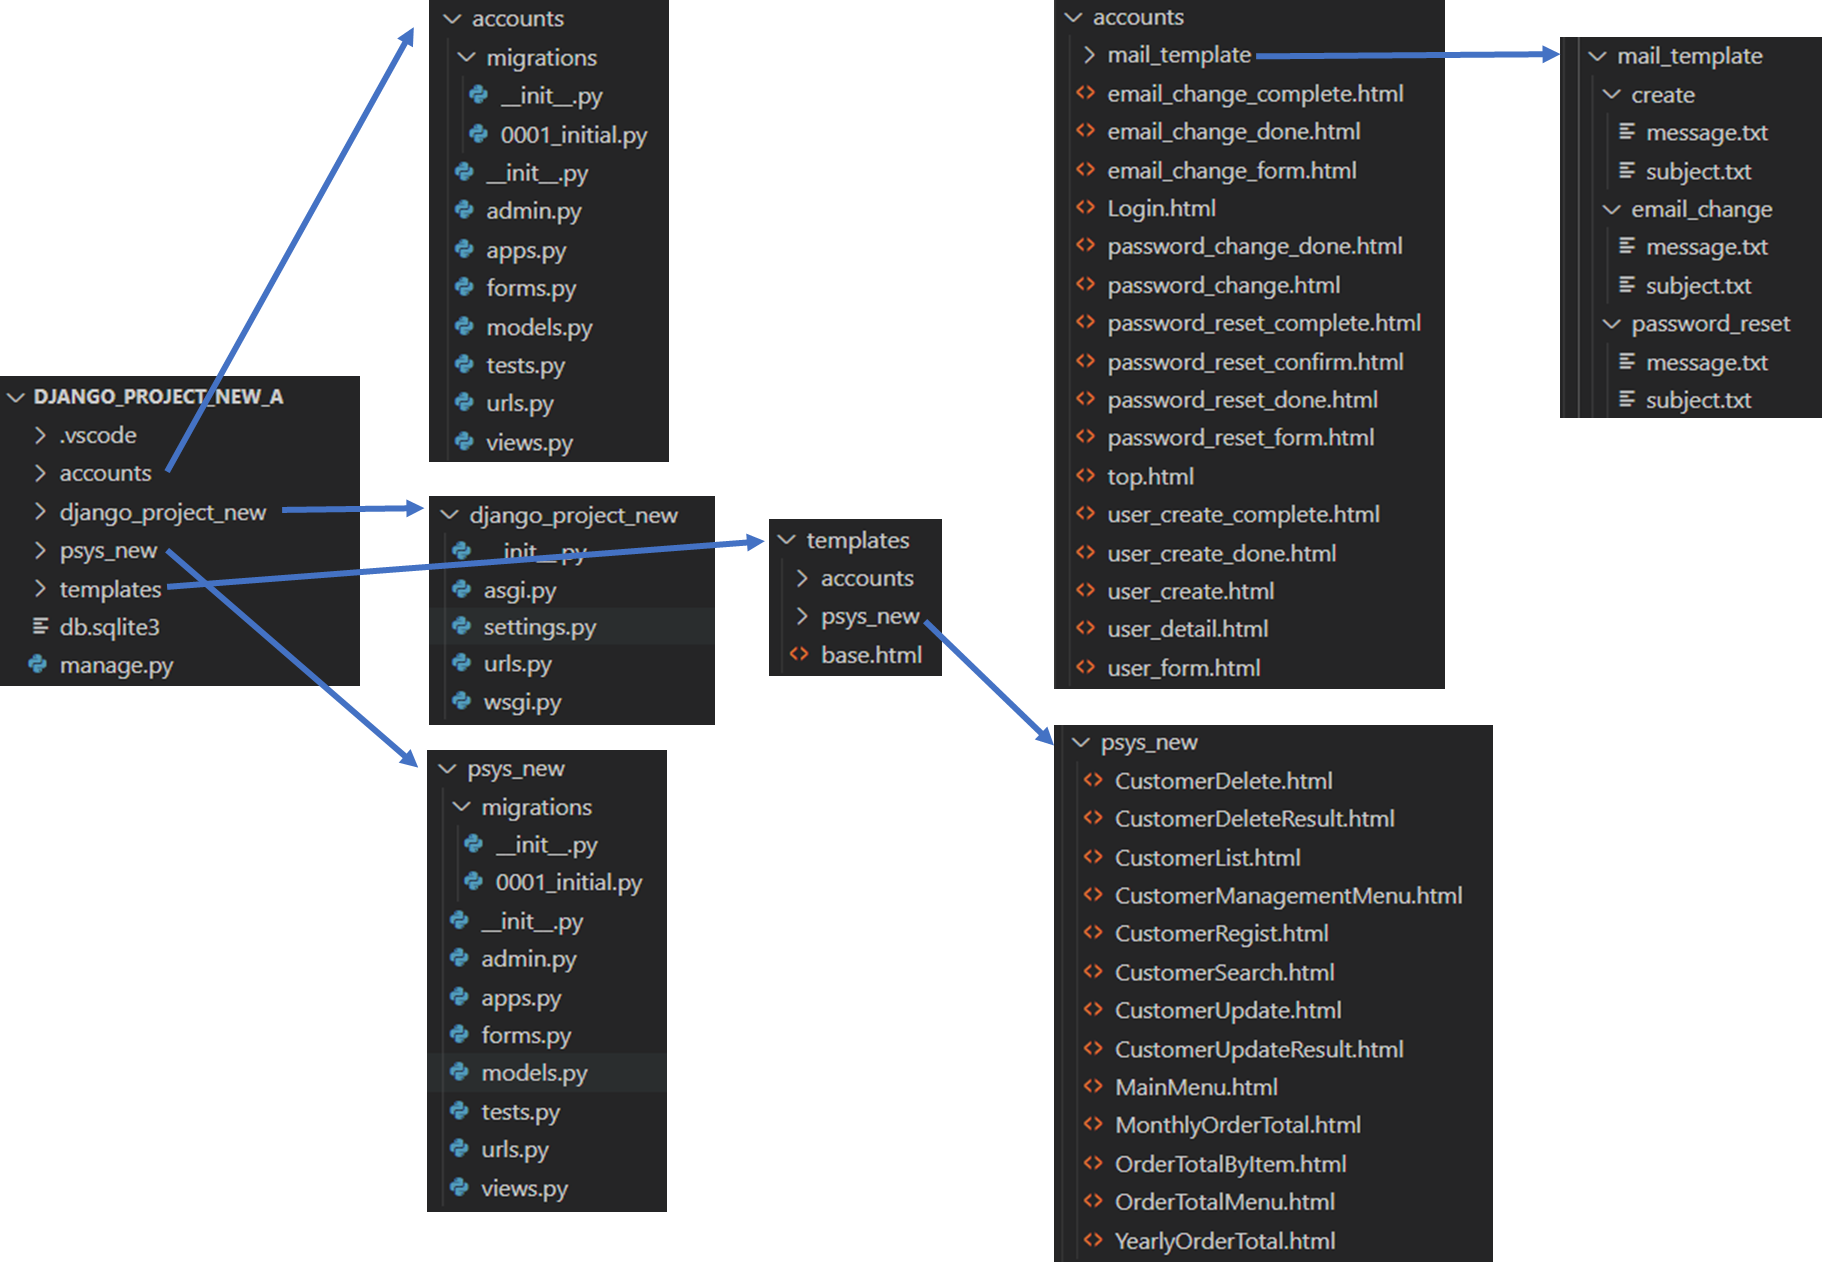 DJANGO_PROJECT_NEW_A
.vscode
accounts
django_project_new
psys_new
templates
db.sqlite3
manage.py
accounts
migrations
__init__.py
0001_initial.py
__init__.py
admin.py
apps.py
forms.py
models.py
tests.py
urls.py
views.py
django_project_new
__init__.py
asgi.py
settings.py
urls.py
wsgi.py
psys_new
migrations
__init__.py
0001_initial.py
__init__.py
admin.py
apps.py
forms.py
models.py
tests.py
urls.py
views.py
templates
accounts
psys_new
base.html
accounts
mail_template
email_change_complete.html
email_change_done.html
email_change_form.html
Login.html
password_change_done.html
password_change.html
password_reset_complete.html
password_reset_confirm.html
password_reset_done.html
password_reset_form.html
top.html
user_create_complete.html
user_create_done.html
user_create.html
user_detail.html
user_form.html
mail_template
create
message.txt
subject.txt
email_change
message.txt
subject.txt
password_reset
message.txt
subject.txt
psys_new
CustomerDelete.html
CustomerDeleteResult.html
CustomerList.html
CustomerManagementMenu.html
CustomerRegist.html
CustomerSearch.html
CustomerUpdate.html
CustomerUpdateResult.html
MainMenu.html
MonthlyOrderTotal.html
OrderTotalByItem.html
OrderTotalMenu.html
YearlyOrderTotal.html